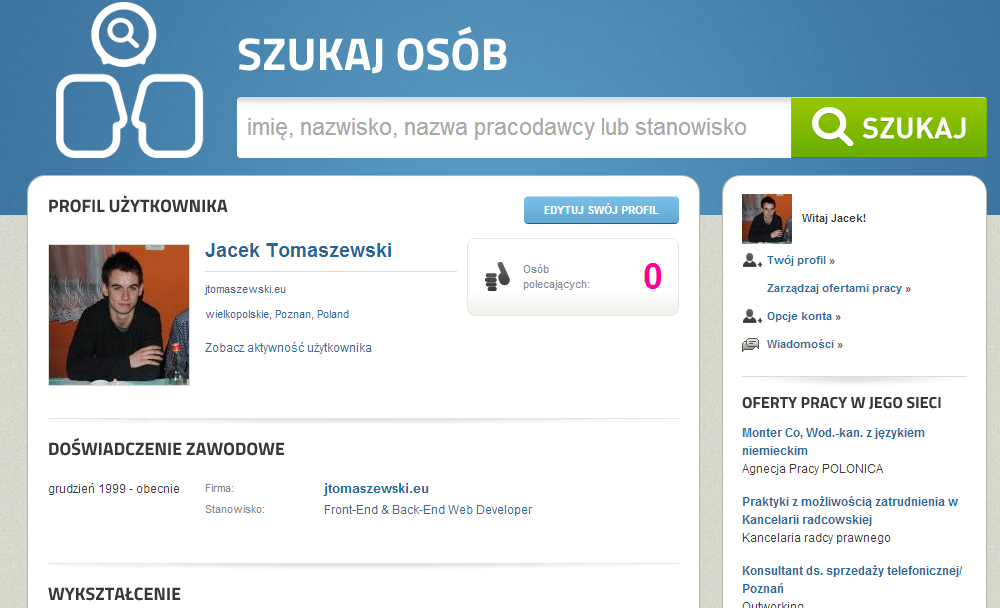 SZUKAJ OSÓB
imię, nazwisko, nazwa pracodawcy lub stanowisko
SZUKAJ
PROFIL UŻYTKOWNIKA
EDYTUJ SWÓJ PROFIL
Jacek Tomaszewski
jtomaszewski.eu
wielkopolskie, Poznan, Poland
Zobacz aktywność użytkownika
Osób
polecających:
0
DOŚWIADCZENIE ZAWODOWE
grudzień 1999 - obecnie
Firma:
jtomaszewski.eu
Stanowisko:
Front-End & Back-End Web Developer
WYKSZTAŁCENIE
Witaj Jacek!
Twój profil »
Zarządzaj ofertami pracy »
Opcje konta »
Wiadomości »
OFERTY PRACY W JEGO SIECI
Monter Co, Wod.-kan. z językiem
niemieckim
Agnecja Pracy POLONICA
Praktyki z możliwością zatrudnienia w
Kancelarii radcowskiej
Kancelaria radcy prawnego
Konsultant ds. sprzedaży telefonicznej/
Poznań
Outworking